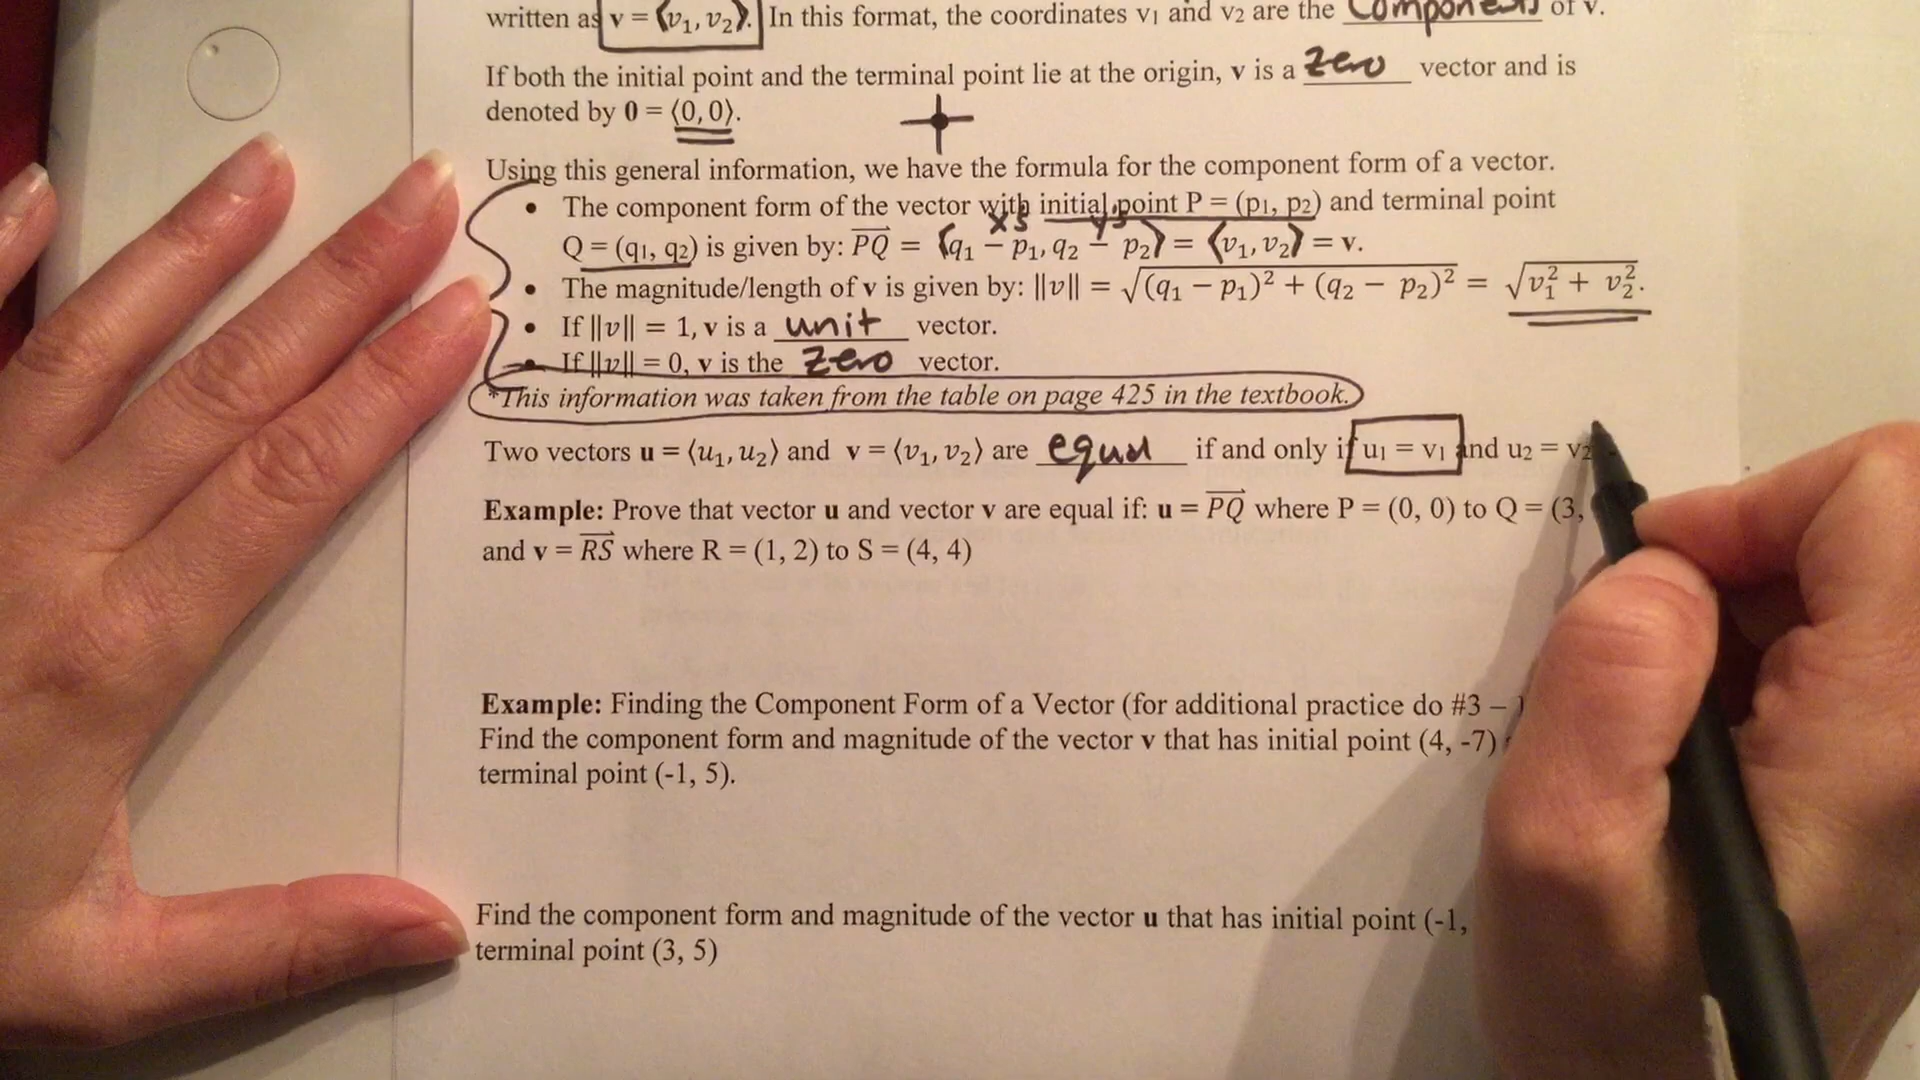 written as v = ⟨v₁, v₂⟩. In this format, the coordinates v₁ and v₂ are the components of v.
If both the initial point and the terminal point lie at the origin, v is a zero vector and is
denoted by 0 = ⟨0, 0⟩.
Using this general information, we have the formula for the component form of a vector.
• The component form of the vector with initial point P = (p₁, p₂) and terminal point
x's y's
Q = (q₁, q₂) is given by: PQ⃗ = ⟨q₁ − p₁, q₂ − p₂⟩ = ⟨v₁, v₂⟩ = v.
• The magnitude/length of v is given by: ||v|| = √((q₁ − p₁)² + (q₂ − p₂)²) = √(v₁² + v₂²).
• If ||v|| = 1, v is a unit vector.
• If ||v|| = 0, v is the zero vector.
*This information was taken from the table on page 425 in the textbook.
Two vectors u = ⟨u₁, u₂⟩ and v = ⟨v₁, v₂⟩ are equal if and only if u₁ = v₁ and u₂ = v₂
Example: Prove that vector u and vector v are equal if: u = PQ⃗ where P = (0, 0) to Q = (3,
and v = RS⃗ where R = (1, 2) to S = (4, 4)
Example: Finding the Component Form of a Vector (for additional practice do #3 –
Find the component form and magnitude of the vector v that has initial point (4, -7)
terminal point (-1, 5).
Find the component form and magnitude of the vector u that has initial point (-1,
terminal point (3, 5)